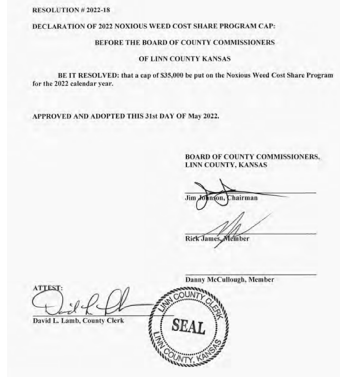 RESOLUTION # 2022-18
DECLARATION OF 2022 NOXIOUS WEED COST SHARE PROGRAM CAP:
BEFORE THE BOARD OF COUNTY COMMISSIONERS
OF LINN COUNTY KANSAS
BE IT RESOLVED: that a cap of $35,000 be put on the Noxious Weed Cost Share Program
for the 2022 calendar year.
APPROVED AND ADOPTED THIS 31st DAY OF May 2022.
BOARD OF COUNTY COMMISSIONERS,
LINN COUNTY, KANSAS
Jim Johnson, Chairman
Rick James, Member
Danny McCullough, Member
ATTEST:
David L. Lamb, County Clerk
LINN COUNTY CLERK
SEAL
LINN COUNTY, KANSAS